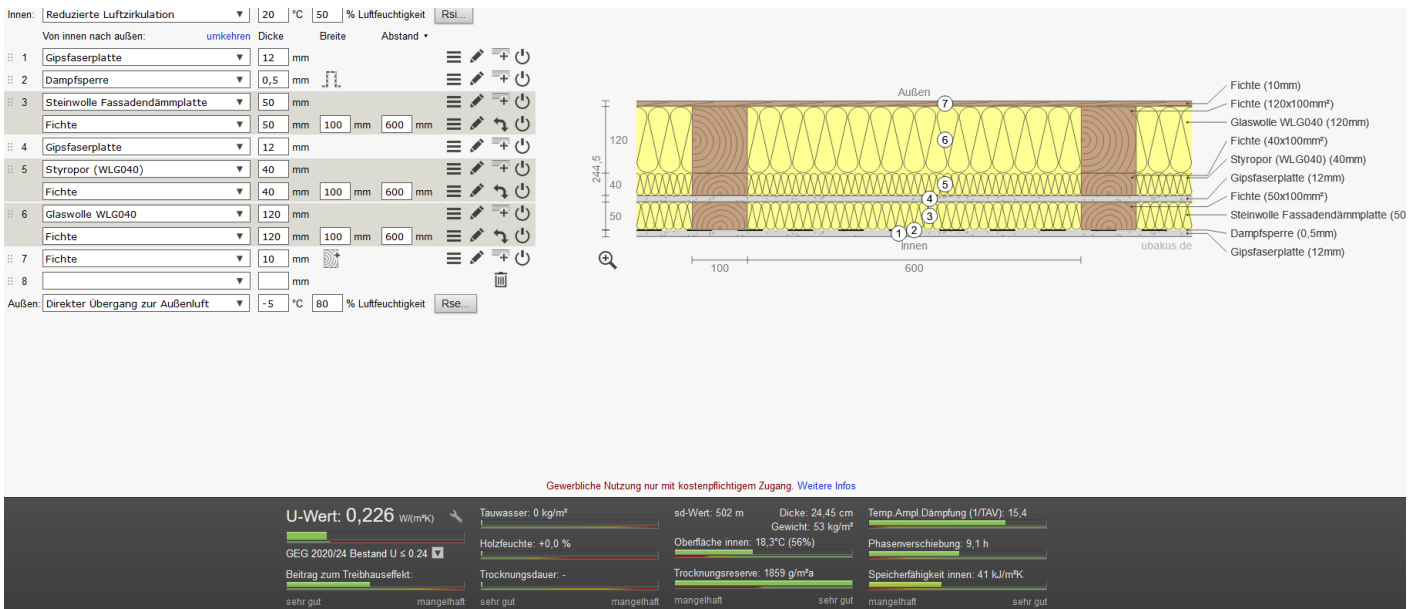 Innen: Reduzierte Luftzirkulation 20 °C 50 % Luftfeuchtigkeit Rsi...
Von innen nach außen: umkehren Dicke Breite Abstand
1 Gipsfaserplatte 12 mm
2 Dampfsperre 0,5 mm
3 Steinwolle Fassadendämmplatte 50 mm
Fichte 50 mm 100 mm 600 mm
4 Gipsfaserplatte 12 mm
5 Styropor (WLG040) 40 mm
Fichte 40 mm 100 mm 600 mm
6 Glaswolle WLG040 120 mm
Fichte 120 mm 100 mm 600 mm
7 Fichte 10 mm
8 mm
Außen: Direkter Übergang zur Außenluft -5 °C 80 % Luftfeuchtigkeit Rse...
Außen
7
6
5
4
3
2
1
Innen
ubakus.de
120
40
50
244,5
100
600
Fichte (10mm)
Fichte (120x100mm²)
Glaswolle WLG040 (120mm)
Fichte (40x100mm²)
Styropor (WLG040) (40mm)
Gipsfaserplatte (12mm)
Fichte (50x100mm²)
Steinwolle Fassadendämmplatte (50
Dampfsperre (0,5mm)
Gipsfaserplatte (12mm)
Gewerbliche Nutzung nur mit kostenpflichtigem Zugang. Weitere Infos
U-Wert: 0,226 W/(m²K)
GEG 2020/24 Bestand U ≤ 0.24
Beitrag zum Treibhauseffekt:
sehr gut mangelhaft
Tauwasser: 0 kg/m²
Holzfeuchte: +0,0 %
Trocknungsdauer: -
sehr gut mangelhaft
sd-Wert: 502 m Dicke: 24,45 cm
Gewicht: 53 kg/m²
Oberfläche innen: 18,3°C (56%)
Trocknungsreserve: 1859 g/m²a
mangelhaft sehr gut
Temp.Ampl.Dämpfung (1/TAV): 15,4
Phasenverschiebung: 9,1 h
Speicherfähigkeit innen: 41 kJ/m²K
mangelhaft sehr gut